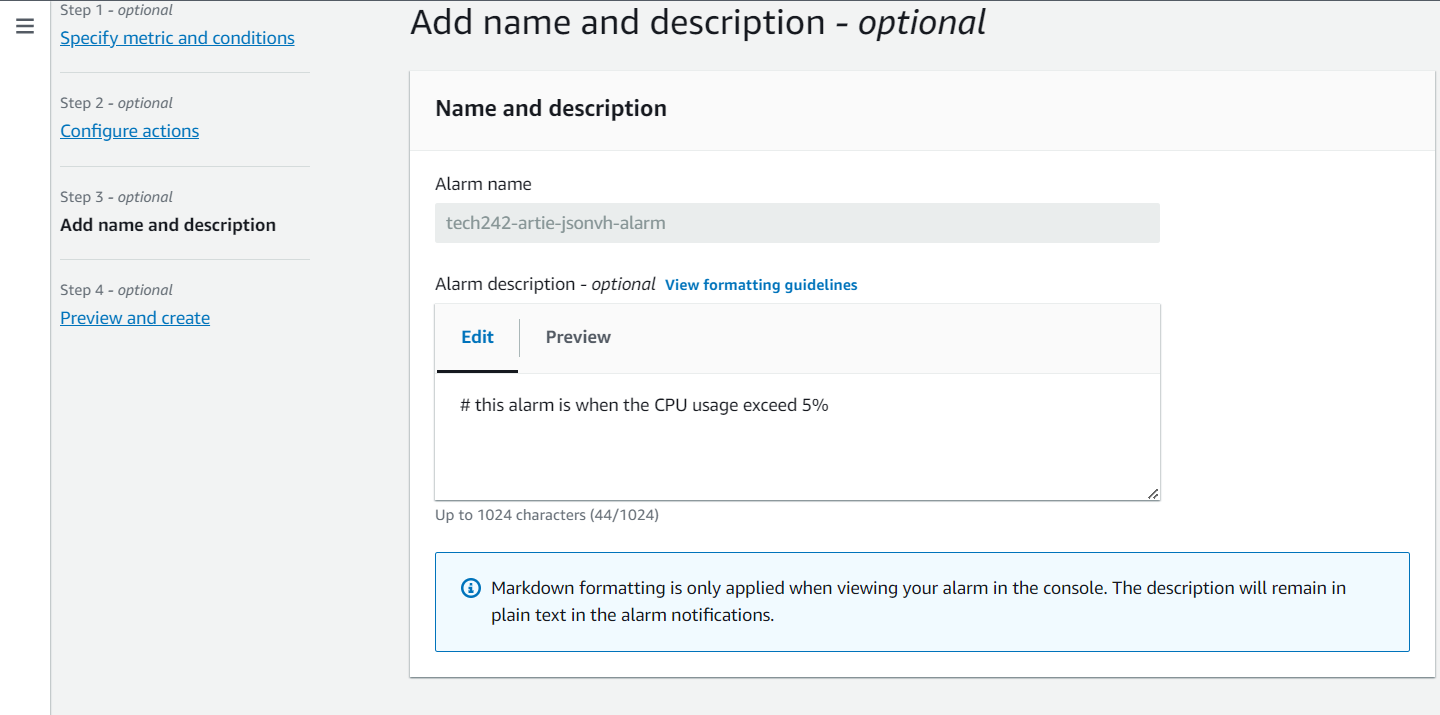 Step 1 - optional
Specify metric and conditions
Step 2 - optional
Configure actions
Step 3 - optional
Add name and description
Step 4 - optional
Preview and create
Add name and description - optional
Name and description
Alarm name
tech242-artie-jsonvh-alarm
Alarm description - optional View formatting guidelines
Edit Preview
# this alarm is when the CPU usage exceed 5%
Up to 1024 characters (44/1024)
Markdown formatting is only applied when viewing your alarm in the console. The description will remain in
plain text in the alarm notifications.